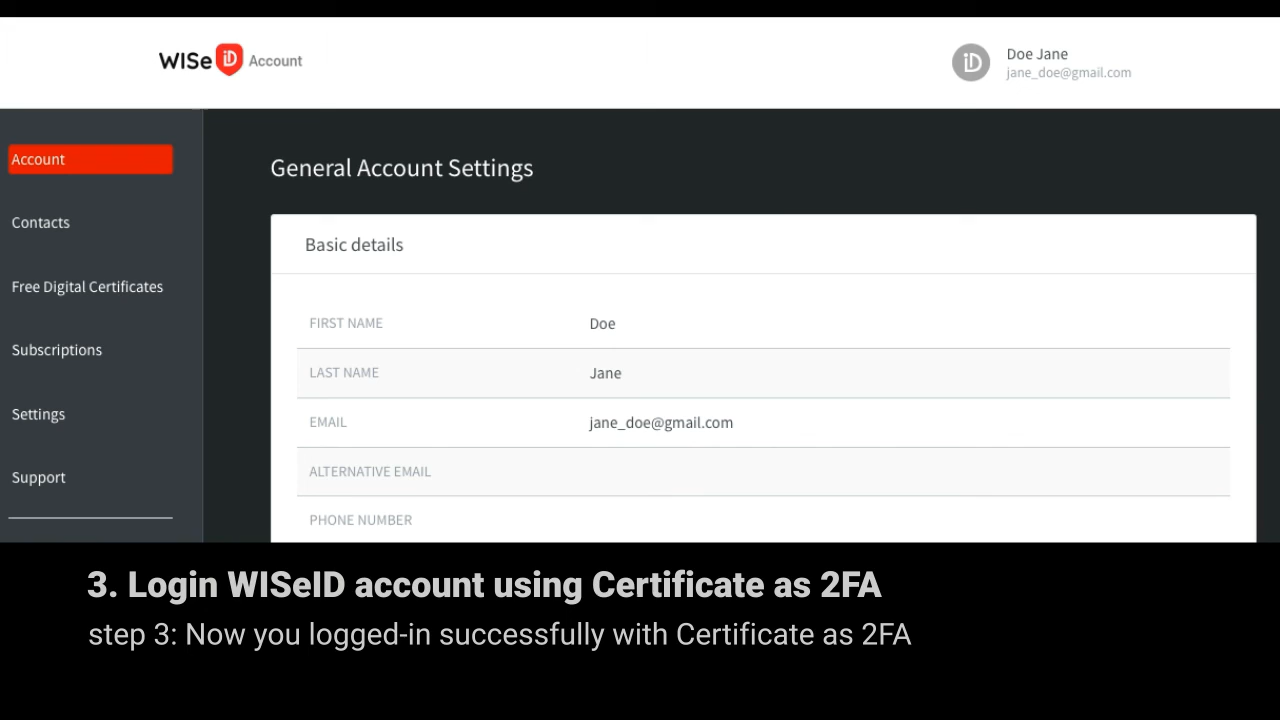 WISe iD Account
iD
Doe Jane
jane_doe@gmail.com
Account
Contacts
Free Digital Certificates
Subscriptions
Settings
Support
General Account Settings
Basic details
FIRST NAME Doe
LAST NAME Jane
EMAIL jane_doe@gmail.com
ALTERNATIVE EMAIL
PHONE NUMBER
3. Login WISeID account using Certificate as 2FA
step 3: Now you logged-in successfully with Certificate as 2FA